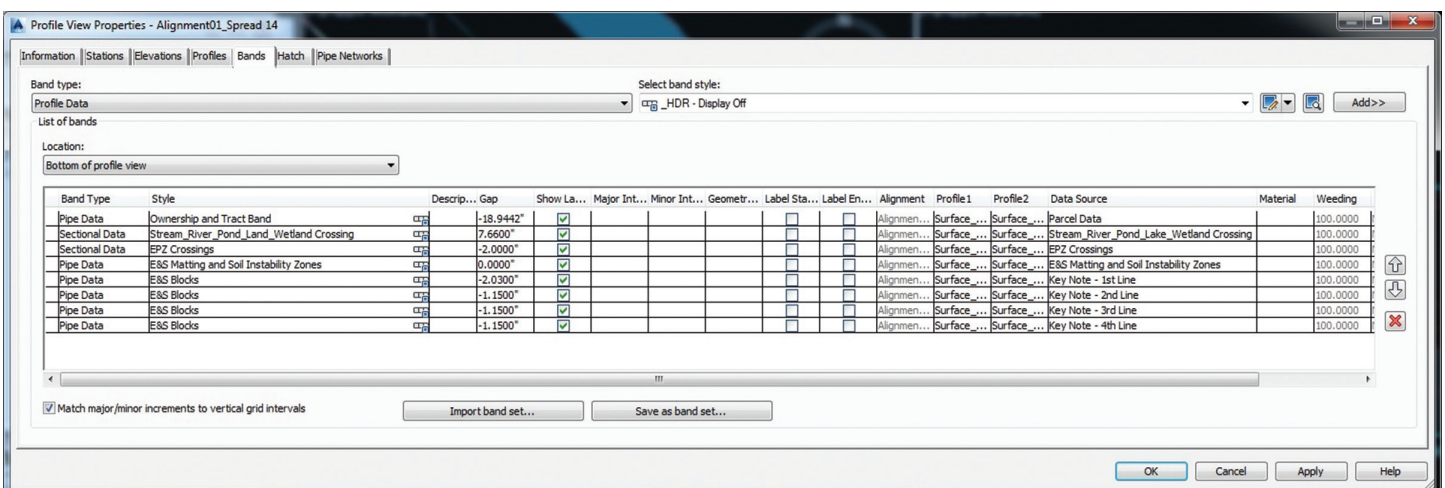 Profile View Properties - Alignment01_Spread 14
Information Stations Elevations Profiles Bands Hatch Pipe Networks
Band type: Select band style:
Profile Data _HDR - Display Off Add>>
List of bands
Location:
Bottom of profile view
Band Type Style Descrip... Gap Show La... Major Int... Minor Int... Geometr... Label Sta... Label En... Alignment Profile1 Profile2 Data Source Material Weeding
Pipe Data Ownership and Tract Band -18.9442" Alignmen... Surface_... Surface_... Parcel Data 100.0000
Sectional Data Stream_River_Pond_Land_Wetland Crossing 7.6600" Alignmen... Surface_... Surface_... Stream_River_Pond_Lake_Wetland Crossing 100.0000
Sectional Data EPZ Crossings -2.0000" Alignmen... Surface_... Surface_... EPZ Crossings 100.0000
Pipe Data E&S Matting and Soil Instability Zones 0.0000" Alignmen... Surface_... Surface_... E&S Matting and Soil Instability Zones 100.0000
Pipe Data E&S Blocks -2.0300" Alignmen... Surface_... Surface_... Key Note - 1st Line 100.0000
Pipe Data E&S Blocks -1.1500" Alignmen... Surface_... Surface_... Key Note - 2nd Line 100.0000
Pipe Data E&S Blocks -1.1500" Alignmen... Surface_... Surface_... Key Note - 3rd Line 100.0000
Pipe Data E&S Blocks -1.1500" Alignmen... Surface_... Surface_... Key Note - 4th Line 100.0000
Match major/minor increments to vertical grid intervals Import band set... Save as band set...
OK Cancel Apply Help